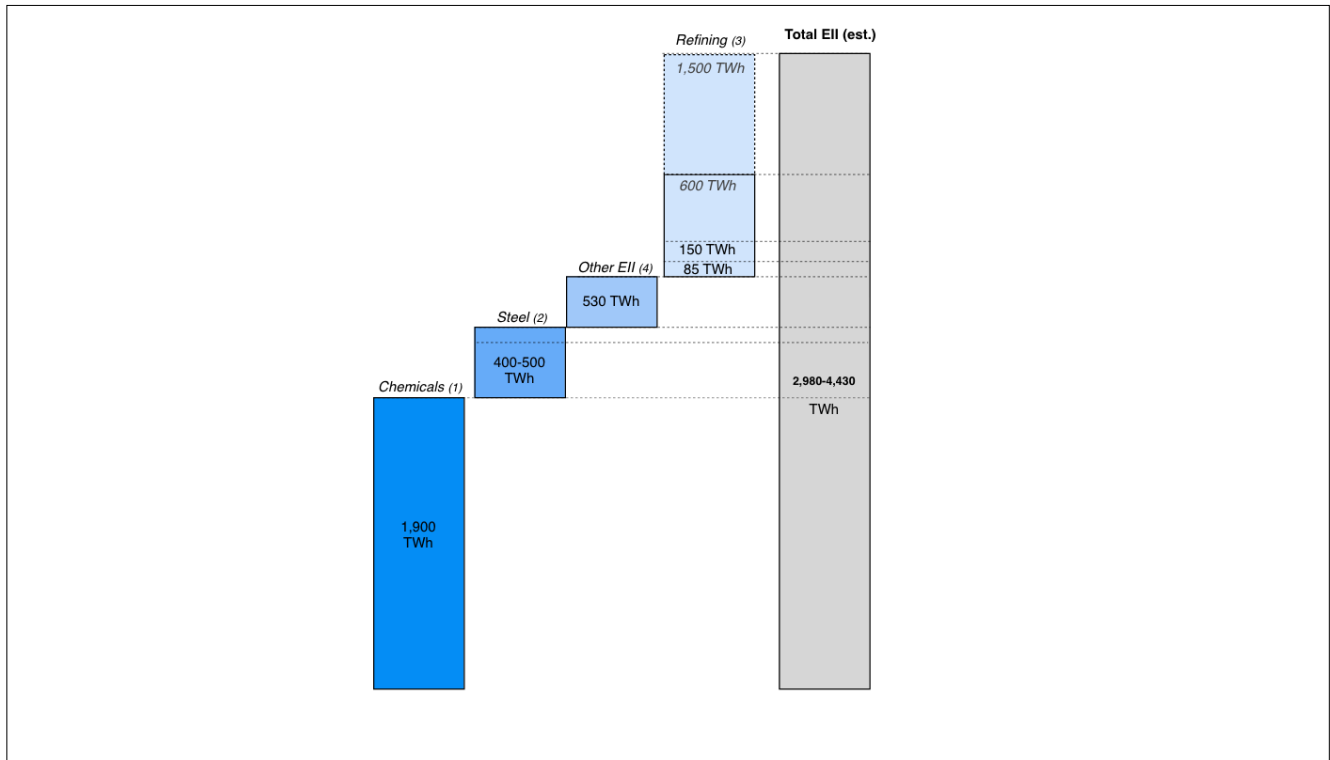 Total EII (est.)
Refining (3)
1,500 TWh
600 TWh
150 TWh
85 TWh
Other EII (4)
530 TWh
Steel (2)
400-500
TWh
2,980-4,430
TWh
Chemicals (1)
1,900
TWh